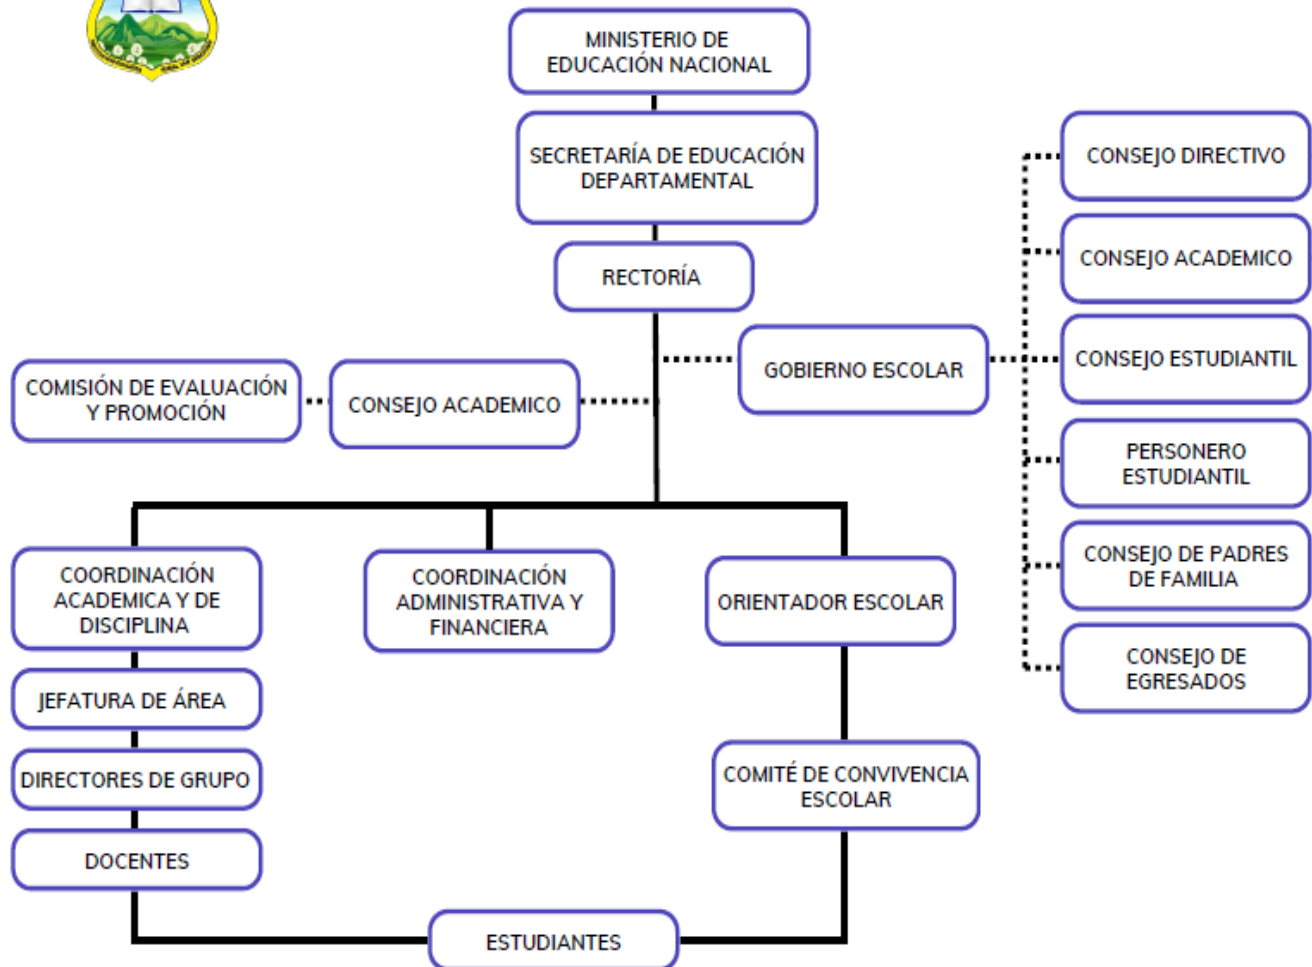 MINISTERIO DE
EDUCACIÓN NACIONAL
SECRETARÍA DE EDUCACIÓN
DEPARTAMENTAL
RECTORÍA
GOBIERNO ESCOLAR
CONSEJO DIRECTIVO
CONSEJO ACADEMICO
CONSEJO ESTUDIANTIL
PERSONERO
ESTUDIANTIL
CONSEJO DE PADRES
DE FAMILIA
CONSEJO DE
EGRESADOS
COMISIÓN DE EVALUACIÓN
Y PROMOCIÓN
CONSEJO ACADEMICO
COORDINACIÓN
ACADEMICA Y DE
DISCIPLINA
COORDINACIÓN
ADMINISTRATIVA Y
FINANCIERA
ORIENTADOR ESCOLAR
JEFATURA DE ÁREA
DIRECTORES DE GRUPO
DOCENTES
COMITÉ DE CONVIVENCIA
ESCOLAR
ESTUDIANTES